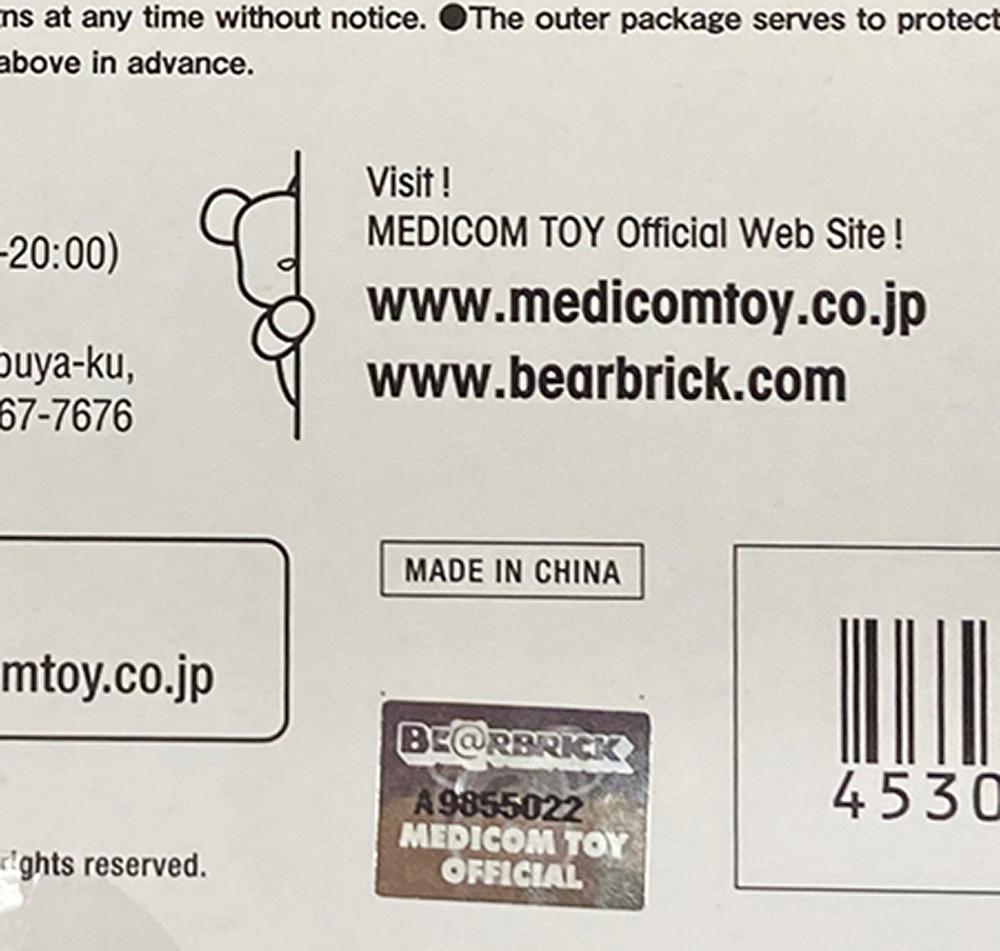 ns at any time without notice. ●The outer package serves to protect
above in advance.
-20:00)
buya-ku,
67-7676
Visit !
MEDICOM TOY Official Web Site !
www.medicomtoy.co.jp
www.bearbrick.com
mtoy.co.jp
MADE IN CHINA
BE@RBRICK
A9855022
MEDICOM TOY
OFFICIAL
4530
rights reserved.